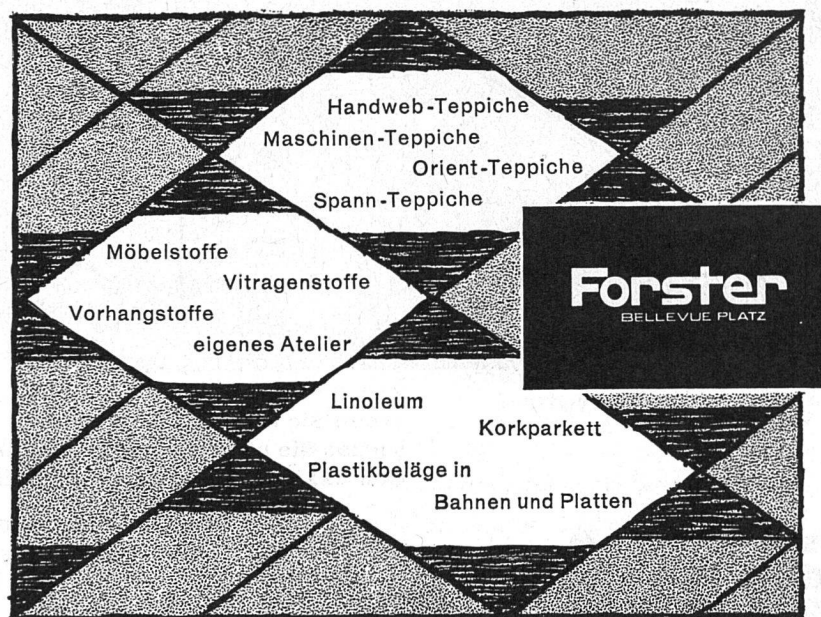 Handweb-Teppiche
Maschinen-Teppiche
Orient-Teppiche
Spann-Teppiche
Möbelstoffe
Vitragenstoffe
Vorhangstoffe
eigenes Atelier
Forster
BELLEVUE PLATZ
Linoleum
Korkparkett
Plastikbeläge in
Bahnen und Platten